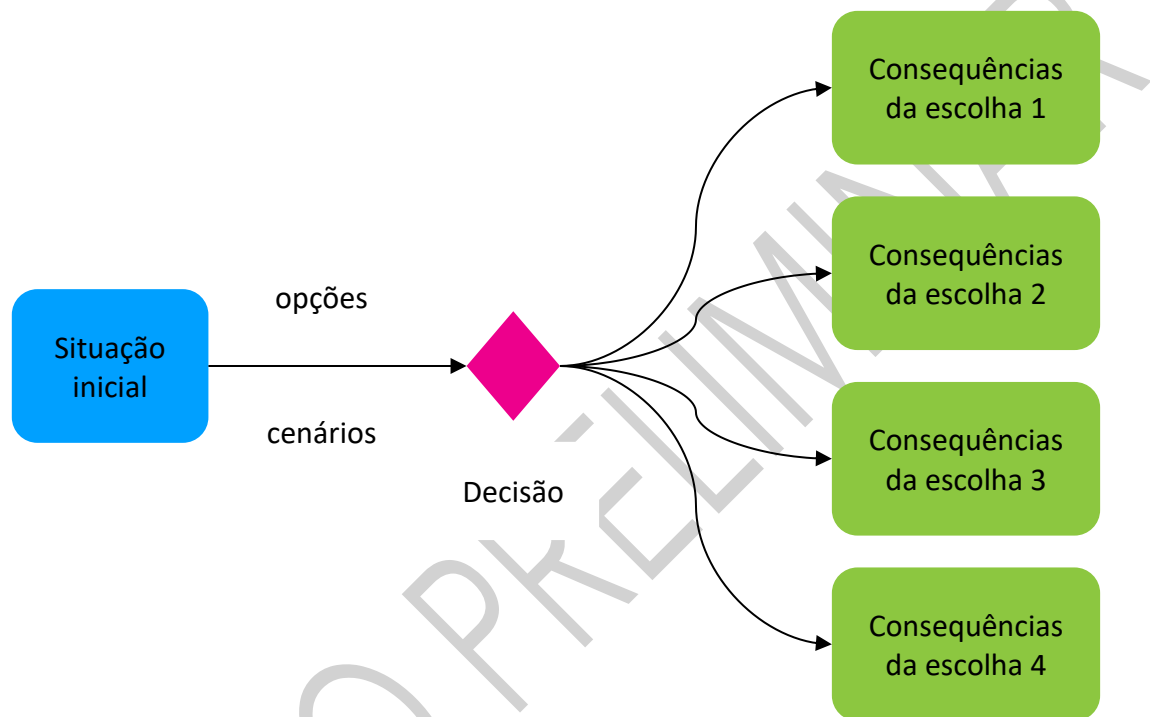 Situação
inicial
opções
cenários
Decisão
Consequências
da escolha 1
Consequências
da escolha 2
Consequências
da escolha 3
Consequências
da escolha 4